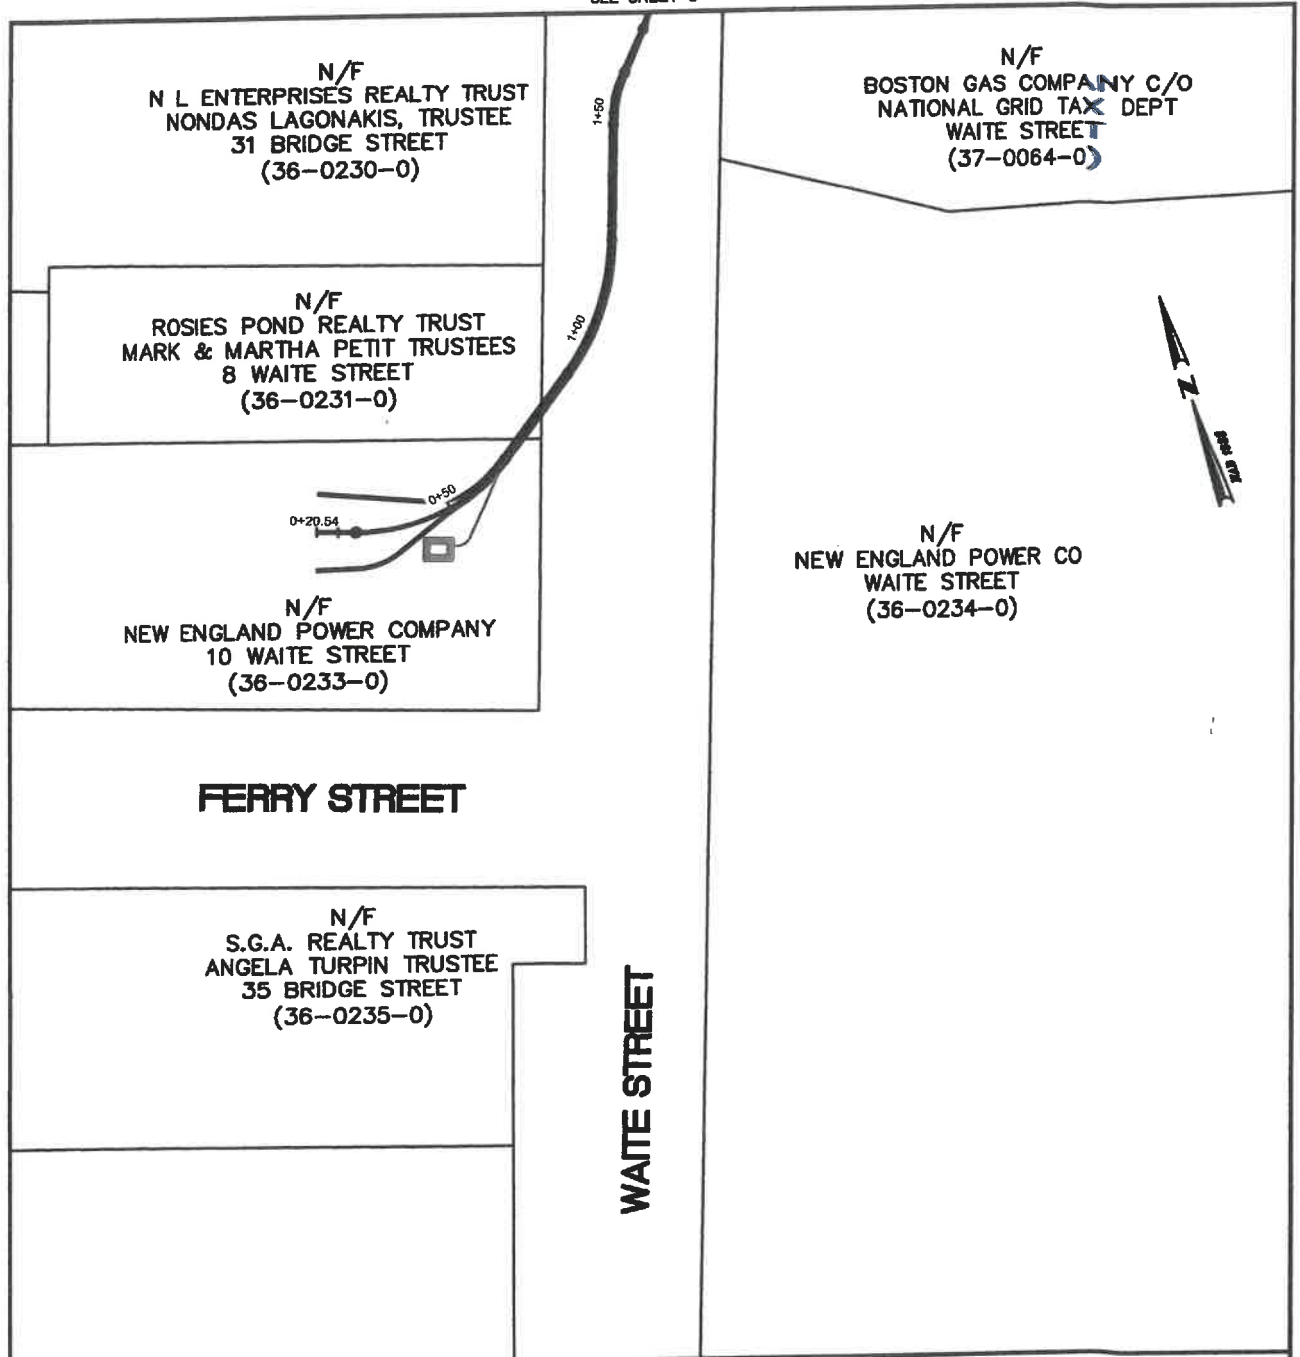 N/F
N L ENTERPRISES REALTY TRUST
NONDAS LAGONAKIS, TRUSTEE
31 BRIDGE STREET
(36-0230-0)
1+50
N/F
BOSTON GAS COMPANY C/O
NATIONAL GRID TAX DEPT
WAITE STREET
(37-0064-0)
N/F
ROSIES POND REALTY TRUST
MARK & MARTHA PETIT TRUSTEES
8 WAITE STREET
(36-0231-0)
1+00
N
0+50
0+20.54
N/F
NEW ENGLAND POWER CO
WAITE STREET
(36-0234-0)
N/F
NEW ENGLAND POWER COMPANY
10 WAITE STREET
(36-0233-0)
FERRY STREET
N/F
S.G.A. REALTY TRUST
ANGELA TURPIN TRUSTEE
35 BRIDGE STREET
(36-0235-0)
WAITE STREET